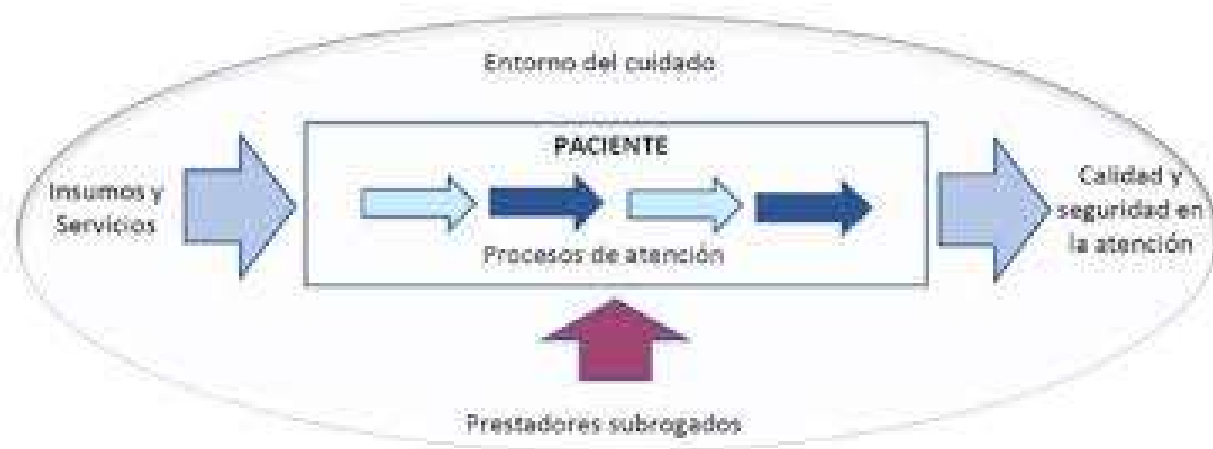 Entorno del cuidado
PACIENTE
Insumos y
Servicios
Procesos de atención
Calidad y
seguridad en
la atención
Prestadores subrogados